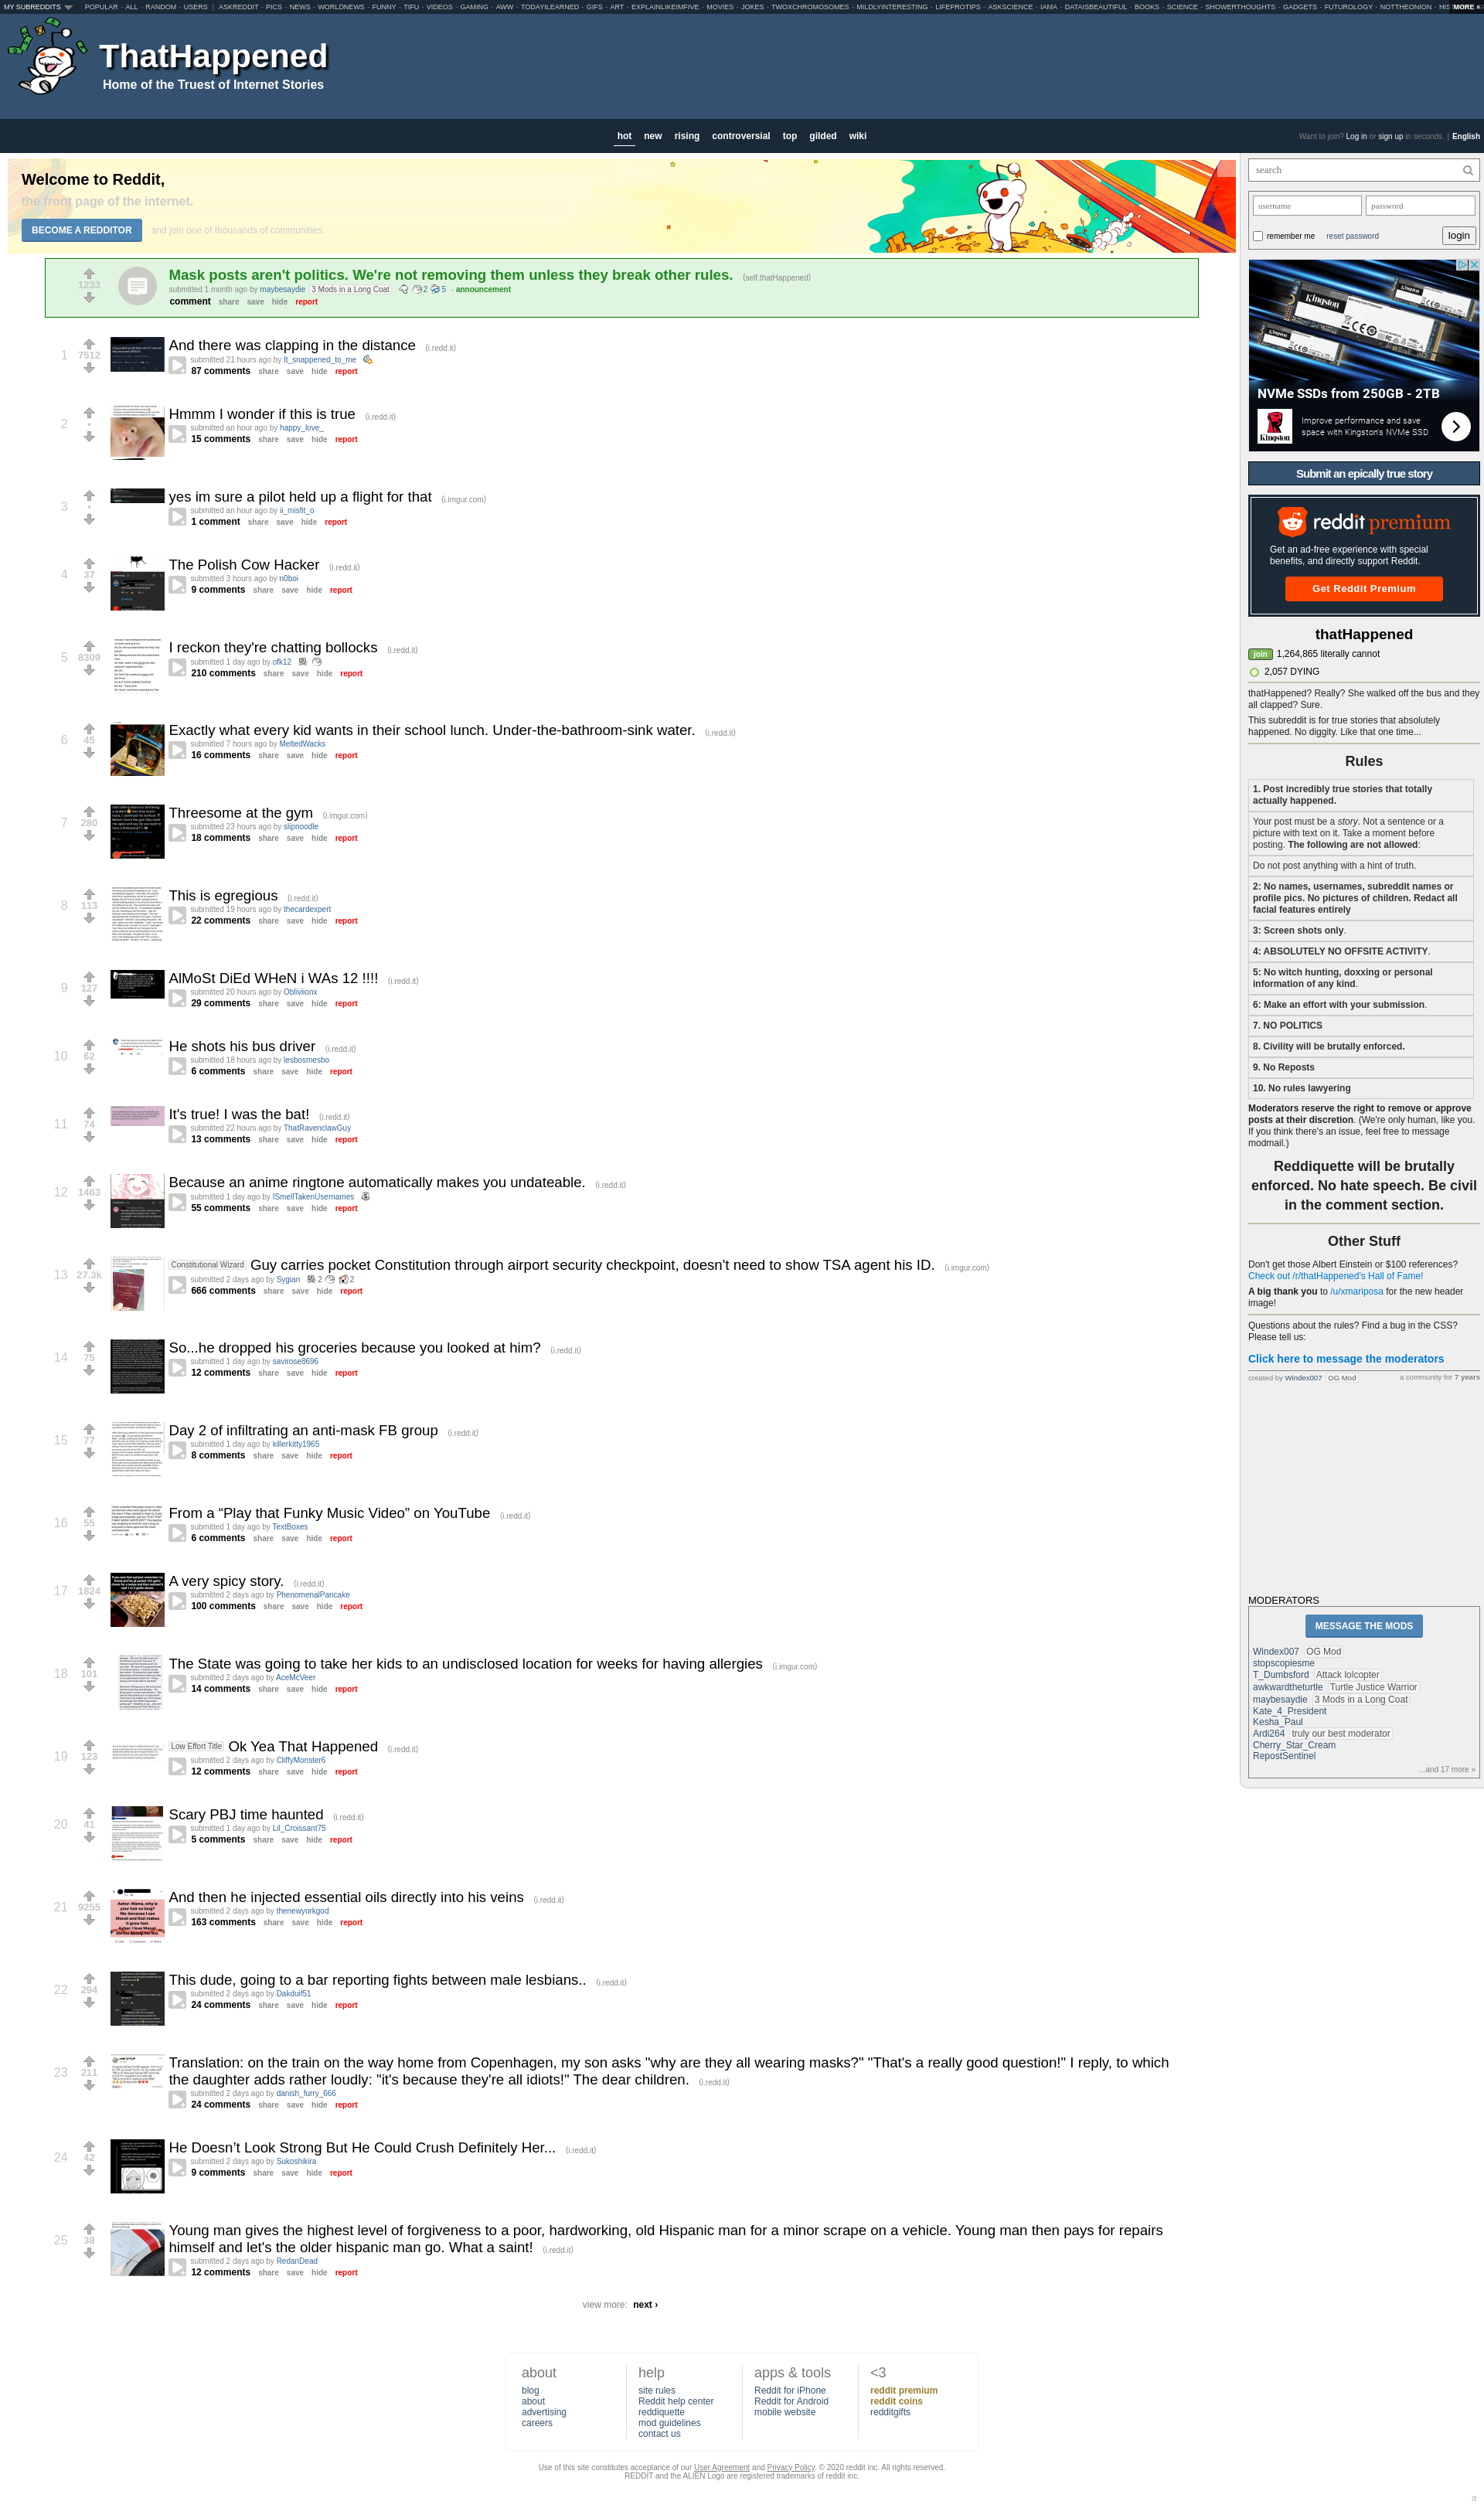 MY SUBREDDITS POPULAR - ALL - RANDOM - USERS | ASKREDDIT - PICS - NEWS - WORLDNEWS - FUNNY - TIFU - VIDEOS - GAMING - AWW - TODAYILEARNED - GIFS - ART - EXPLAINLIKEIMFIVE - MOVIES - JOKES - TWOXCHROMOSOMES - MILDLYINTERESTING - LIFEPROTIPS - ASKSCIENCE - IAMA - DATAISBEAUTIFUL - BOOKS - SCIENCE - SHOWERTHOUGHTS - GADGETS - FUTUROLOGY - NOTTHEONION - HIS MORE »
ThatHappened
Home of the Truest of Internet Stories
hot new rising controversial top gilded wiki
Want to join? Log in or sign up in seconds. | English
Welcome to Reddit,
the front page of the internet.
BECOME A REDDITOR and join one of thousands of communities.
1233
Mask posts aren't politics. We're not removing them unless they break other rules. (self.thatHappened)
submitted 1 month ago by maybesaydie 3 Mods in a Long Coat 2 5 - announcement
comment share save hide report
1 7512
And there was clapping in the distance (i.redd.it)
submitted 21 hours ago by It_snappened_to_me
87 comments share save hide report
2 •
Hmmm I wonder if this is true (i.redd.it)
submitted an hour ago by happy_love_
15 comments share save hide report
3 •
yes im sure a pilot held up a flight for that (i.imgur.com)
submitted an hour ago by ii_misfit_o
1 comment share save hide report
4 37
The Polish Cow Hacker (i.redd.it)
submitted 3 hours ago by n0boi
9 comments share save hide report
5 8309
I reckon they're chatting bollocks (i.redd.it)
submitted 1 day ago by ofk12
210 comments share save hide report
6 45
Exactly what every kid wants in their school lunch. Under-the-bathroom-sink water. (i.redd.it)
submitted 7 hours ago by MeltedWacks
16 comments share save hide report
7 280
Threesome at the gym (i.imgur.com)
submitted 23 hours ago by slipnoodle
18 comments share save hide report
8 113
This is egregious (i.redd.it)
submitted 19 hours ago by thecardexpert
22 comments share save hide report
9 127
AlMoSt DiEd WHeN i WAs 12 !!!! (i.redd.it)
submitted 20 hours ago by Obliviionx
29 comments share save hide report
10 62
He shots his bus driver (i.redd.it)
submitted 18 hours ago by lesbosmesbo
6 comments share save hide report
11 74
It's true! I was the bat! (i.redd.it)
submitted 22 hours ago by ThatRavenclawGuy
13 comments share save hide report
12 1463
Because an anime ringtone automatically makes you undateable. (i.redd.it)
submitted 1 day ago by ISmellTakenUsernames
55 comments share save hide report
13 27.3k
Constitutional Wizard Guy carries pocket Constitution through airport security checkpoint, doesn't need to show TSA agent his ID. (i.imgur.com)
submitted 2 days ago by Sygian 2 2
666 comments share save hide report
14 75
So...he dropped his groceries because you looked at him? (i.redd.it)
submitted 1 day ago by savirose8696
12 comments share save hide report
15 77
Day 2 of infiltrating an anti-mask FB group (i.redd.it)
submitted 1 day ago by killerkitty1965
8 comments share save hide report
16 55
From a “Play that Funky Music Video” on YouTube (i.redd.it)
submitted 1 day ago by TextBoxes
6 comments share save hide report
17 1824
A very spicy story. (i.redd.it)
submitted 2 days ago by PhenomenalPancake
100 comments share save hide report
18 101
The State was going to take her kids to an undisclosed location for weeks for having allergies (i.imgur.com)
submitted 2 days ago by AceMcVeer
14 comments share save hide report
19 123
Low Effort Title Ok Yea That Happened (i.redd.it)
submitted 2 days ago by CliffyMonster6
12 comments share save hide report
20 41
Scary PBJ time haunted (i.redd.it)
submitted 1 day ago by Lil_Croissant75
5 comments share save hide report
21 9255
And then he injected essential oils directly into his veins (i.redd.it)
submitted 2 days ago by thenewyorkgod
163 comments share save hide report
22 294
This dude, going to a bar reporting fights between male lesbians.. (i.redd.it)
submitted 2 days ago by Dakduif51
24 comments share save hide report
23 211
Translation: on the train on the way home from Copenhagen, my son asks "why are they all wearing masks?" "That's a really good question!" I reply, to which
the daughter adds rather loudly: "it's because they're all idiots!" The dear children. (i.redd.it)
submitted 2 days ago by danish_furry_666
24 comments share save hide report
24 42
He Doesn’t Look Strong But He Could Crush Definitely Her... (i.redd.it)
submitted 2 days ago by Sukoshikira
9 comments share save hide report
25 38
Young man gives the highest level of forgiveness to a poor, hardworking, old Hispanic man for a minor scrape on a vehicle. Young man then pays for repairs
himself and let's the older hispanic man go. What a saint! (i.redd.it)
submitted 2 days ago by RedanDead
12 comments share save hide report
view more: next ›
search
username password
remember me reset password login
Kingston
NVMe SSDs from 250GB - 2TB
Kingston
Improve performance and save
space with Kingston's NVMe SSD
Submit an epically true story
reddit premium
Get an ad-free experience with special
benefits, and directly support Reddit.
Get Reddit Premium
thatHappened
join 1,264,865 literally cannot
2,057 DYING
thatHappened? Really? She walked off the bus and they
all clapped? Sure.
This subreddit is for true stories that absolutely
happened. No diggity. Like that one time...
Rules
1. Post incredibly true stories that totally
actually happened.
Your post must be a story. Not a sentence or a
picture with text on it. Take a moment before
posting. The following are not allowed:
Do not post anything with a hint of truth.
2: No names, usernames, subreddit names or
profile pics. No pictures of children. Redact all
facial features entirely
3: Screen shots only.
4: ABSOLUTELY NO OFFSITE ACTIVITY.
5: No witch hunting, doxxing or personal
information of any kind.
6: Make an effort with your submission.
7. NO POLITICS
8. Civility will be brutally enforced.
9. No Reposts
10. No rules lawyering
Moderators reserve the right to remove or approve
posts at their discretion. (We're only human, like you.
If you think there's an issue, feel free to message
modmail.)
Reddiquette will be brutally
enforced. No hate speech. Be civil
in the comment section.
Other Stuff
Don't get those Albert Einstein or $100 references?
Check out /r/thatHappened's Hall of Fame!
A big thank you to /u/xmariposa for the new header
image!
Questions about the rules? Find a bug in the CSS?
Please tell us:
Click here to message the moderators
created by Windex007 OG Mod a community for 7 years
MODERATORS
MESSAGE THE MODS
Windex007 OG Mod
stopscopiesme
T_Dumbsford Attack lolcopter
awkwardtheturtle Turtle Justice Warrior
maybesaydie 3 Mods in a Long Coat
Kate_4_President
Kesha_Paul
Ardi264 truly our best moderator
Cherry_Star_Cream
RepostSentinel
...and 17 more »
about
blog
about
advertising
careers
help
site rules
Reddit help center
reddiquette
mod guidelines
contact us
apps & tools
Reddit for iPhone
Reddit for Android
mobile website
<3
reddit premium
reddit coins
redditgifts
Use of this site constitutes acceptance of our User Agreement and Privacy Policy. © 2020 reddit inc. All rights reserved.
REDDIT and the ALIEN Logo are registered trademarks of reddit inc.
π